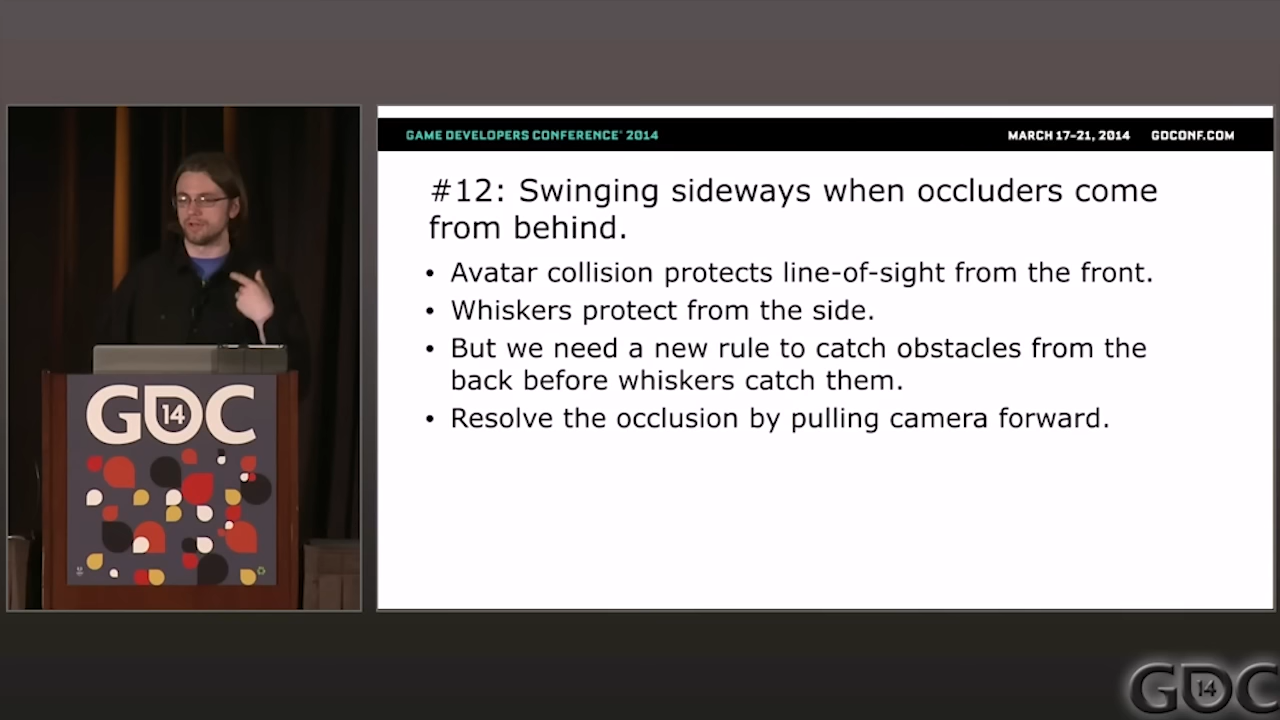 GAME DEVELOPERS CONFERENCE® 2014
MARCH 17–21, 2014 GDCONF.COM
#12: Swinging sideways when occluders come
from behind.
• Avatar collision protects line-of-sight from the front.
• Whiskers protect from the side.
• But we need a new rule to catch obstacles from the
back before whiskers catch them.
• Resolve the occlusion by pulling camera forward.
GDC
14
GDC
14